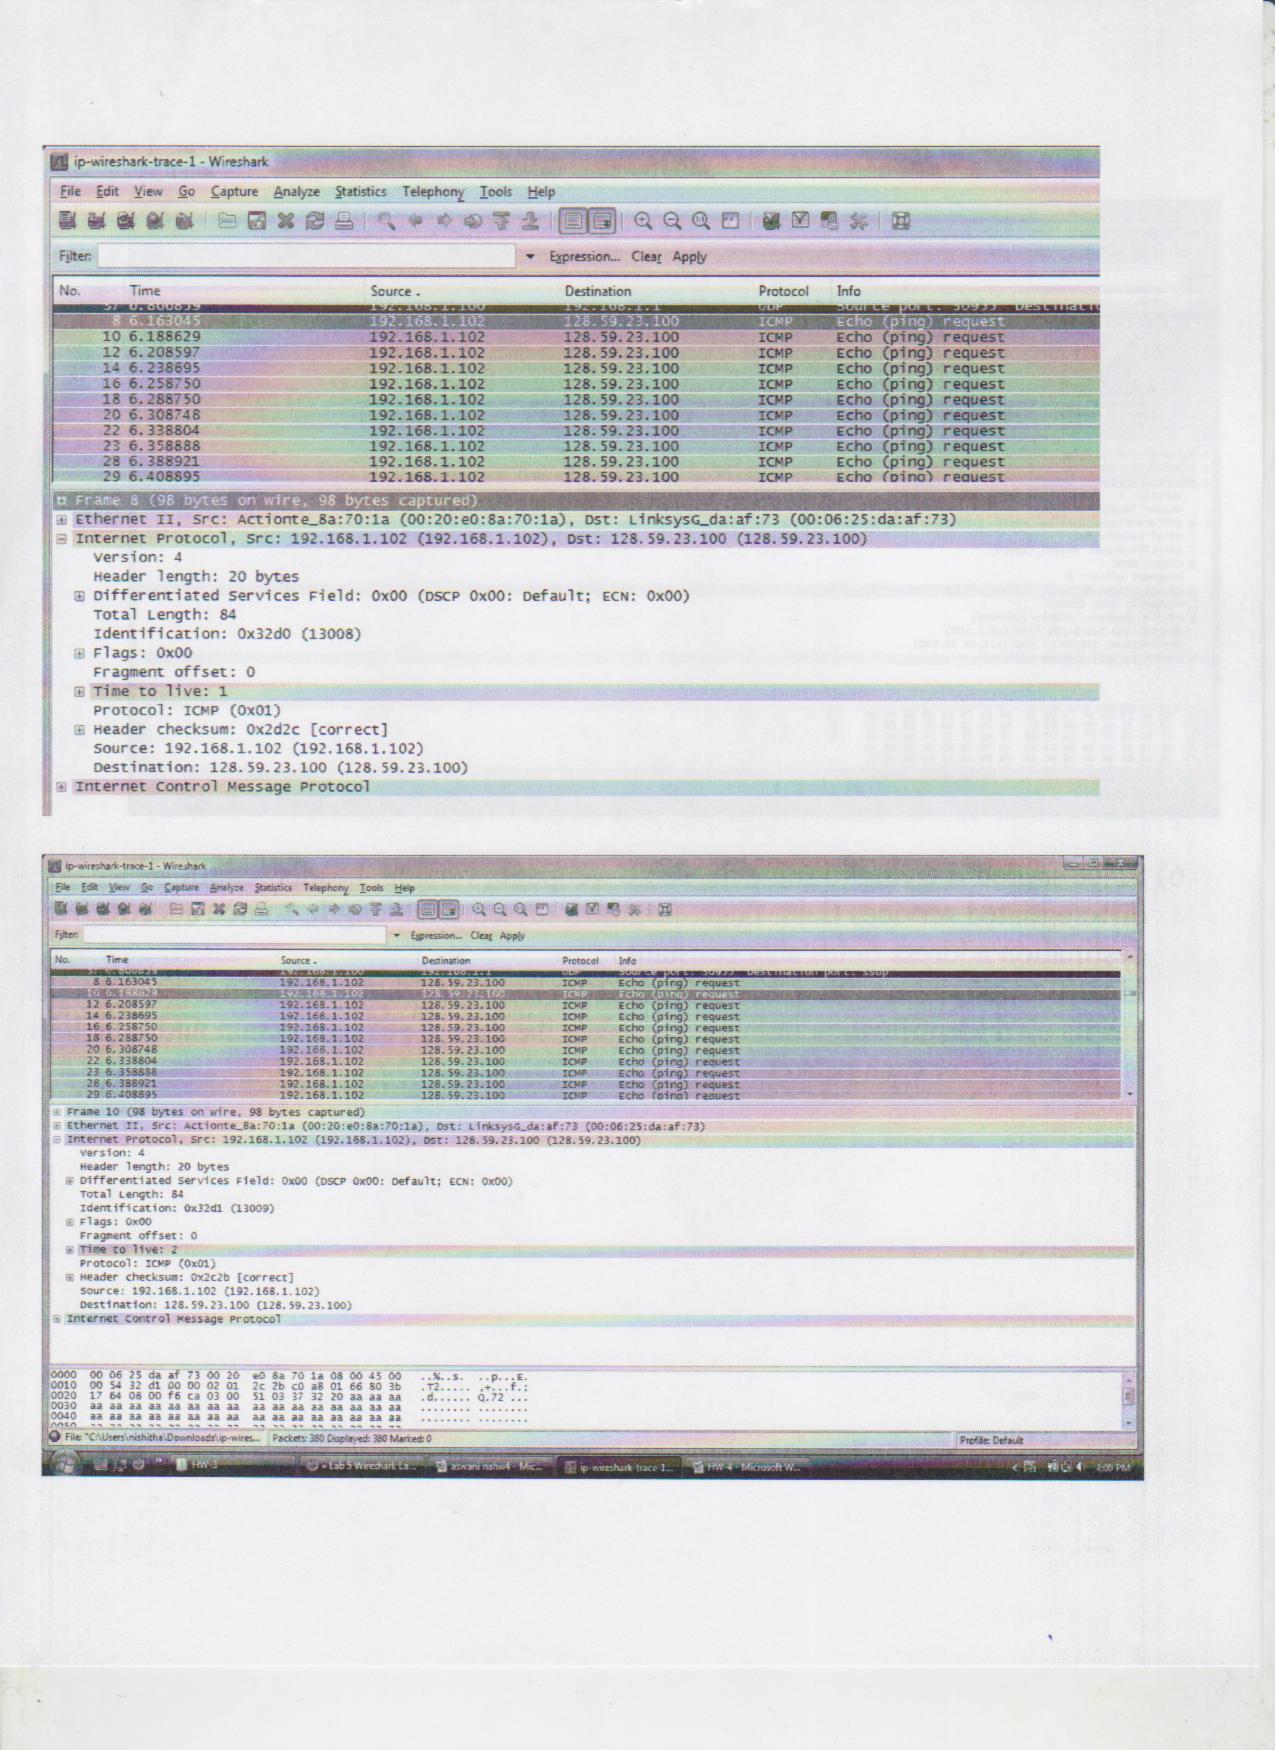 ip-wireshark-trace-1 - Wireshark
File Edit View Go Capture Analyze Statistics Telephony Tools Help
Filter: Expression... Clear Apply
No. Time Source . Destination Protocol Info
37 6.800859 192.168.1.100 192.168.1.1 UDP Source port: 50955 Destinatio
8 6.163045 192.168.1.102 128.59.23.100 ICMP Echo (ping) request
10 6.188629 192.168.1.102 128.59.23.100 ICMP Echo (ping) request
12 6.208597 192.168.1.102 128.59.23.100 ICMP Echo (ping) request
14 6.238695 192.168.1.102 128.59.23.100 ICMP Echo (ping) request
16 6.258750 192.168.1.102 128.59.23.100 ICMP Echo (ping) request
18 6.288750 192.168.1.102 128.59.23.100 ICMP Echo (ping) request
20 6.308748 192.168.1.102 128.59.23.100 ICMP Echo (ping) request
22 6.338804 192.168.1.102 128.59.23.100 ICMP Echo (ping) request
23 6.358888 192.168.1.102 128.59.23.100 ICMP Echo (ping) request
28 6.388921 192.168.1.102 128.59.23.100 ICMP Echo (ping) request
29 6.408895 192.168.1.102 128.59.23.100 ICMP Echo (ping) request
Frame 8 (98 bytes on wire, 98 bytes captured)
Ethernet II, Src: Actionte_8a:70:1a (00:20:e0:8a:70:1a), Dst: LinksysG_da:af:73 (00:06:25:da:af:73)
Internet Protocol, Src: 192.168.1.102 (192.168.1.102), Dst: 128.59.23.100 (128.59.23.100)
Version: 4
Header length: 20 bytes
Differentiated Services Field: 0x00 (DSCP 0x00: Default; ECN: 0x00)
Total Length: 84
Identification: 0x32d0 (13008)
Flags: 0x00
Fragment offset: 0
Time to live: 1
Protocol: ICMP (0x01)
Header checksum: 0x2d2c [correct]
Source: 192.168.1.102 (192.168.1.102)
Destination: 128.59.23.100 (128.59.23.100)
Internet Control Message Protocol
ip-wireshark-trace-1 - Wireshark
File Edit View Go Capture Analyze Statistics Telephony Tools Help
Filter: Expression... Clear Apply
No. Time Source . Destination Protocol Info
37 6.800859 192.168.1.100 192.168.1.1 UDP Source port: 50955 Destination port: ssdp
8 6.163045 192.168.1.102 128.59.23.100 ICMP Echo (ping) request
10 6.188629 192.168.1.102 128.59.23.100 ICMP Echo (ping) request
12 6.208597 192.168.1.102 128.59.23.100 ICMP Echo (ping) request
14 6.238695 192.168.1.102 128.59.23.100 ICMP Echo (ping) request
16 6.258750 192.168.1.102 128.59.23.100 ICMP Echo (ping) request
18 6.288750 192.168.1.102 128.59.23.100 ICMP Echo (ping) request
20 6.308748 192.168.1.102 128.59.23.100 ICMP Echo (ping) request
22 6.338804 192.168.1.102 128.59.23.100 ICMP Echo (ping) request
23 6.358888 192.168.1.102 128.59.23.100 ICMP Echo (ping) request
28 6.388921 192.168.1.102 128.59.23.100 ICMP Echo (ping) request
29 6.408895 192.168.1.102 128.59.23.100 ICMP Echo (ping) request
Frame 10 (98 bytes on wire, 98 bytes captured)
Ethernet II, Src: Actionte_8a:70:1a (00:20:e0:8a:70:1a), Dst: LinksysG_da:af:73 (00:06:25:da:af:73)
Internet Protocol, Src: 192.168.1.102 (192.168.1.102), Dst: 128.59.23.100 (128.59.23.100)
Version: 4
Header length: 20 bytes
Differentiated Services Field: 0x00 (DSCP 0x00: Default; ECN: 0x00)
Total Length: 84
Identification: 0x32d1 (13009)
Flags: 0x00
Fragment offset: 0
Time to live: 2
Protocol: ICMP (0x01)
Header checksum: 0x2c2b [correct]
Source: 192.168.1.102 (192.168.1.102)
Destination: 128.59.23.100 (128.59.23.100)
Internet Control Message Protocol
0000 00 06 25 da af 73 00 20 e0 8a 70 1a 08 00 45 00 ..%..s. ..p...E.
0010 00 54 32 d1 00 00 02 01 2c 2b c0 a8 01 66 80 3b .T2..... ,+...f.;
0020 17 64 08 00 f6 ca 03 00 51 03 37 32 20 aa aa aa .d...... Q.72 ...
0030 aa aa aa aa aa aa aa aa aa aa aa aa aa aa aa aa ........ ........
0040 aa aa aa aa aa aa aa aa aa aa aa aa aa aa aa aa ........ ........
File: "C:\Users\nishitha\Downloads\ip-wires... Packets: 380 Displayed: 380 Marked: 0 Profile: Default
HW-3 » Lab 5 Wireshark La... aswani nahw4 - Mic... ip-wireshark-trace-1... HW-4 - Microsoft W... 4:00 PM